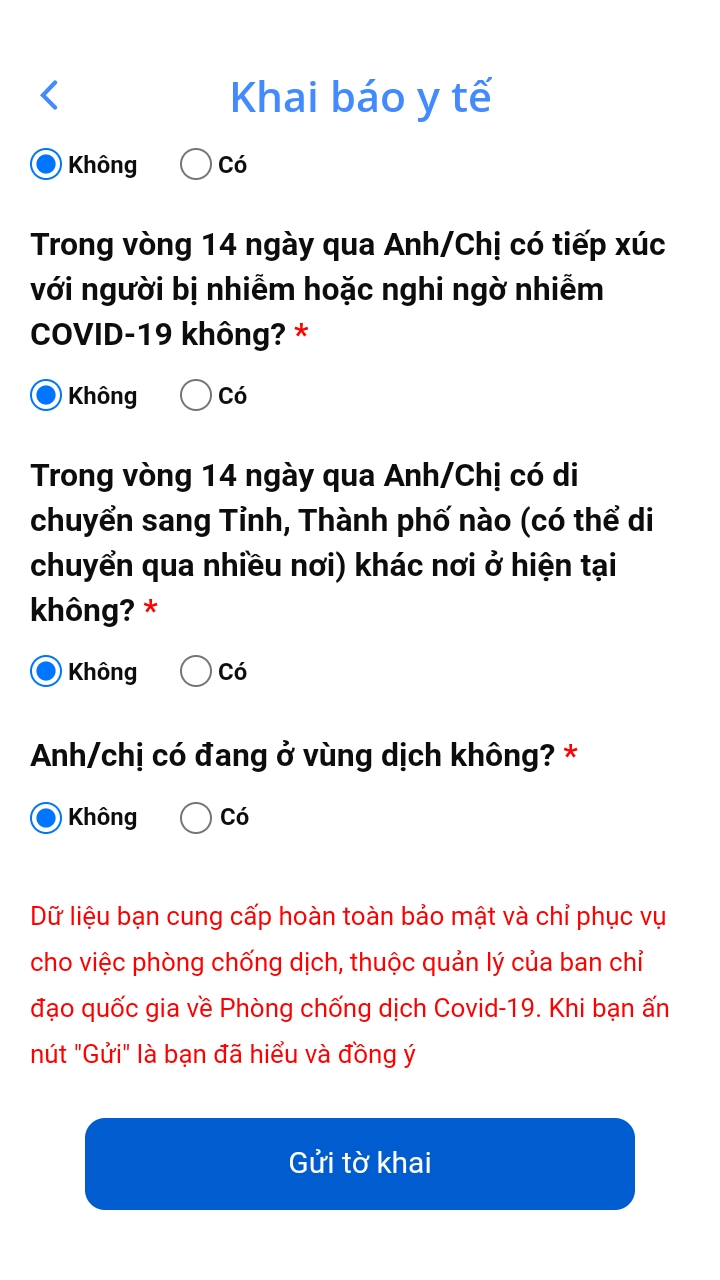 Khai báo y tế
Không Có
Trong vòng 14 ngày qua Anh/Chị có tiếp xúc
với người bị nhiễm hoặc nghi ngờ nhiễm
COVID-19 không? *
Không Có
Trong vòng 14 ngày qua Anh/Chị có di
chuyển sang Tỉnh, Thành phố nào (có thể di
chuyển qua nhiều nơi) khác nơi ở hiện tại
không? *
Không Có
Anh/chị có đang ở vùng dịch không? *
Không Có
Dữ liệu bạn cung cấp hoàn toàn bảo mật và chỉ phục vụ
cho việc phòng chống dịch, thuộc quản lý của ban chỉ
đạo quốc gia về Phòng chống dịch Covid-19. Khi bạn ấn
nút "Gửi" là bạn đã hiểu và đồng ý
Gửi tờ khai